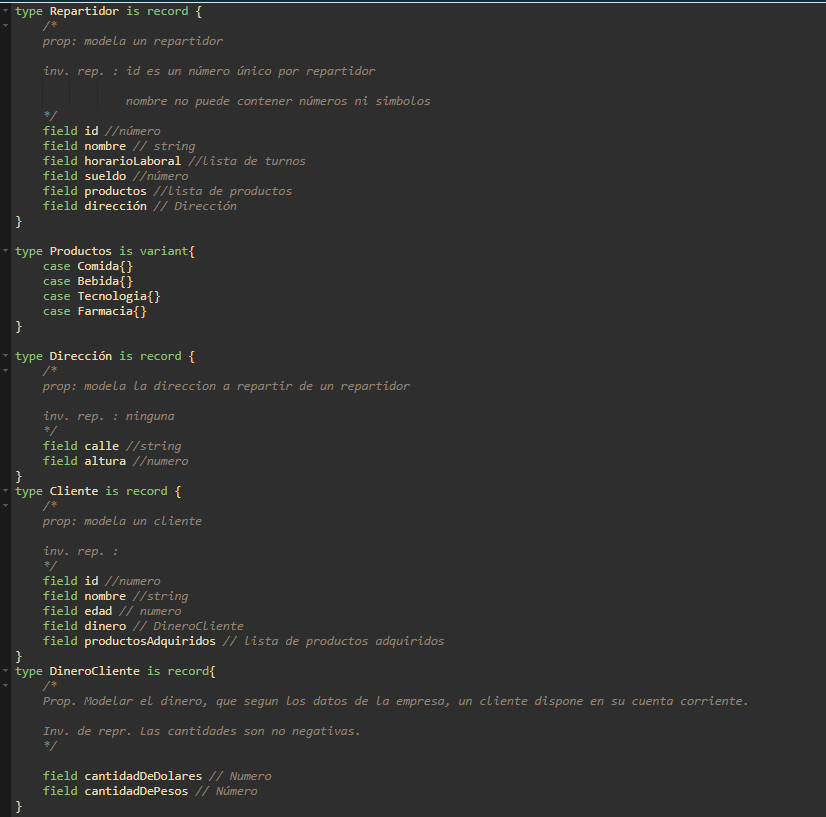 type Repartidor is record {
/*
prop: modela un repartidor
inv. rep. : id es un número único por repartidor
nombre no puede contener números ni simbolos
*/
field id //número
field nombre // string
field horarioLaboral //lista de turnos
field sueldo //número
field productos //lista de productos
field dirección // Dirección
}
type Productos is variant{
case Comida{}
case Bebida{}
case Tecnologia{}
case Farmacia{}
}
type Dirección is record {
/*
prop: modela la direccion a repartir de un repartidor
inv. rep. : ninguna
*/
field calle //string
field altura //numero
}
type Cliente is record {
/*
prop: modela un cliente
inv. rep. :
*/
field id //numero
field nombre //string
field edad // numero
field dinero // DineroCliente
field productosAdquiridos // lista de productos adquiridos
}
type DineroCliente is record{
/*
Prop. Modelar el dinero, que segun los datos de la empresa, un cliente dispone en su cuenta corriente.
Inv. de repr. Las cantidades son no negativas.
*/
field cantidadDeDolares // Numero
field cantidadDePesos // Número
}